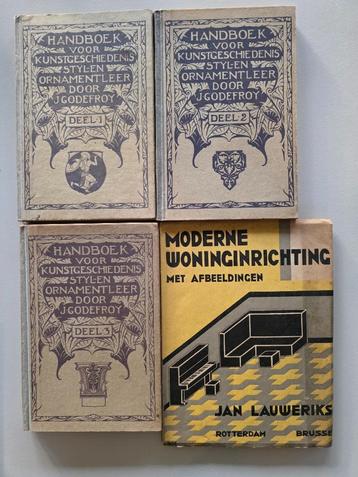 HANDBOEK
VOOR
KUNSTGESCHIEDENIS
STYL-EN
ORNAMENTLEER
DOOR
J.GODEFROY
DEEL·1
HANDBOEK
VOOR
KUNSTGESCHIEDENIS
STYL-EN
ORNAMENTLEER
DOOR
J.GODEFROY
DEEL·2
HANDBOEK
VOOR
KUNSTGESCHIEDENIS
STYL-EN
ORNAMENTLEER
DOOR
J.GODEFROY
DEEL·3
MODERNE
WONINGINRICHTING
MET AFBEELDINGEN
JAN LAUWERIKS
ROTTERDAM BRUSSE